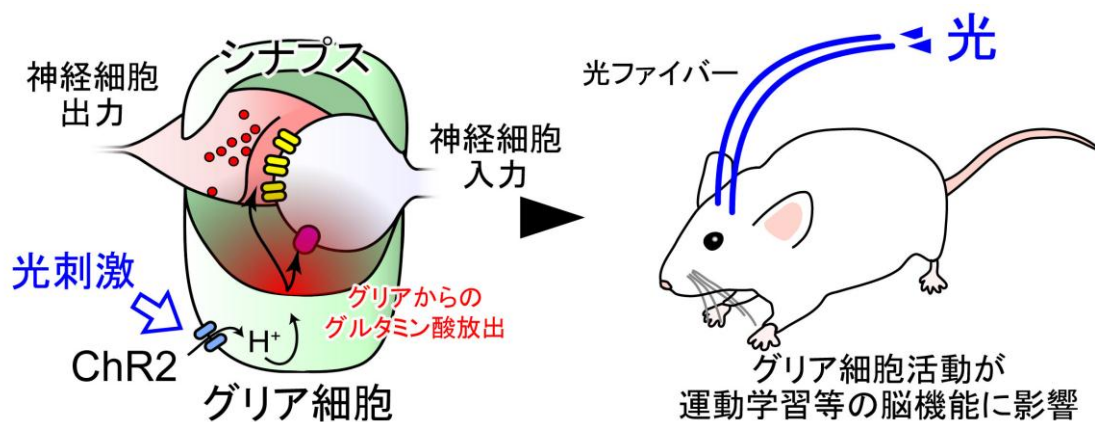 シナプス
神経細胞
出力
神経細胞
入力
光刺激
ChR2
H+
グリアからの
グルタミン酸放出
グリア細胞
光ファイバー
光
グリア細胞活動が
運動学習等の脳機能に影響